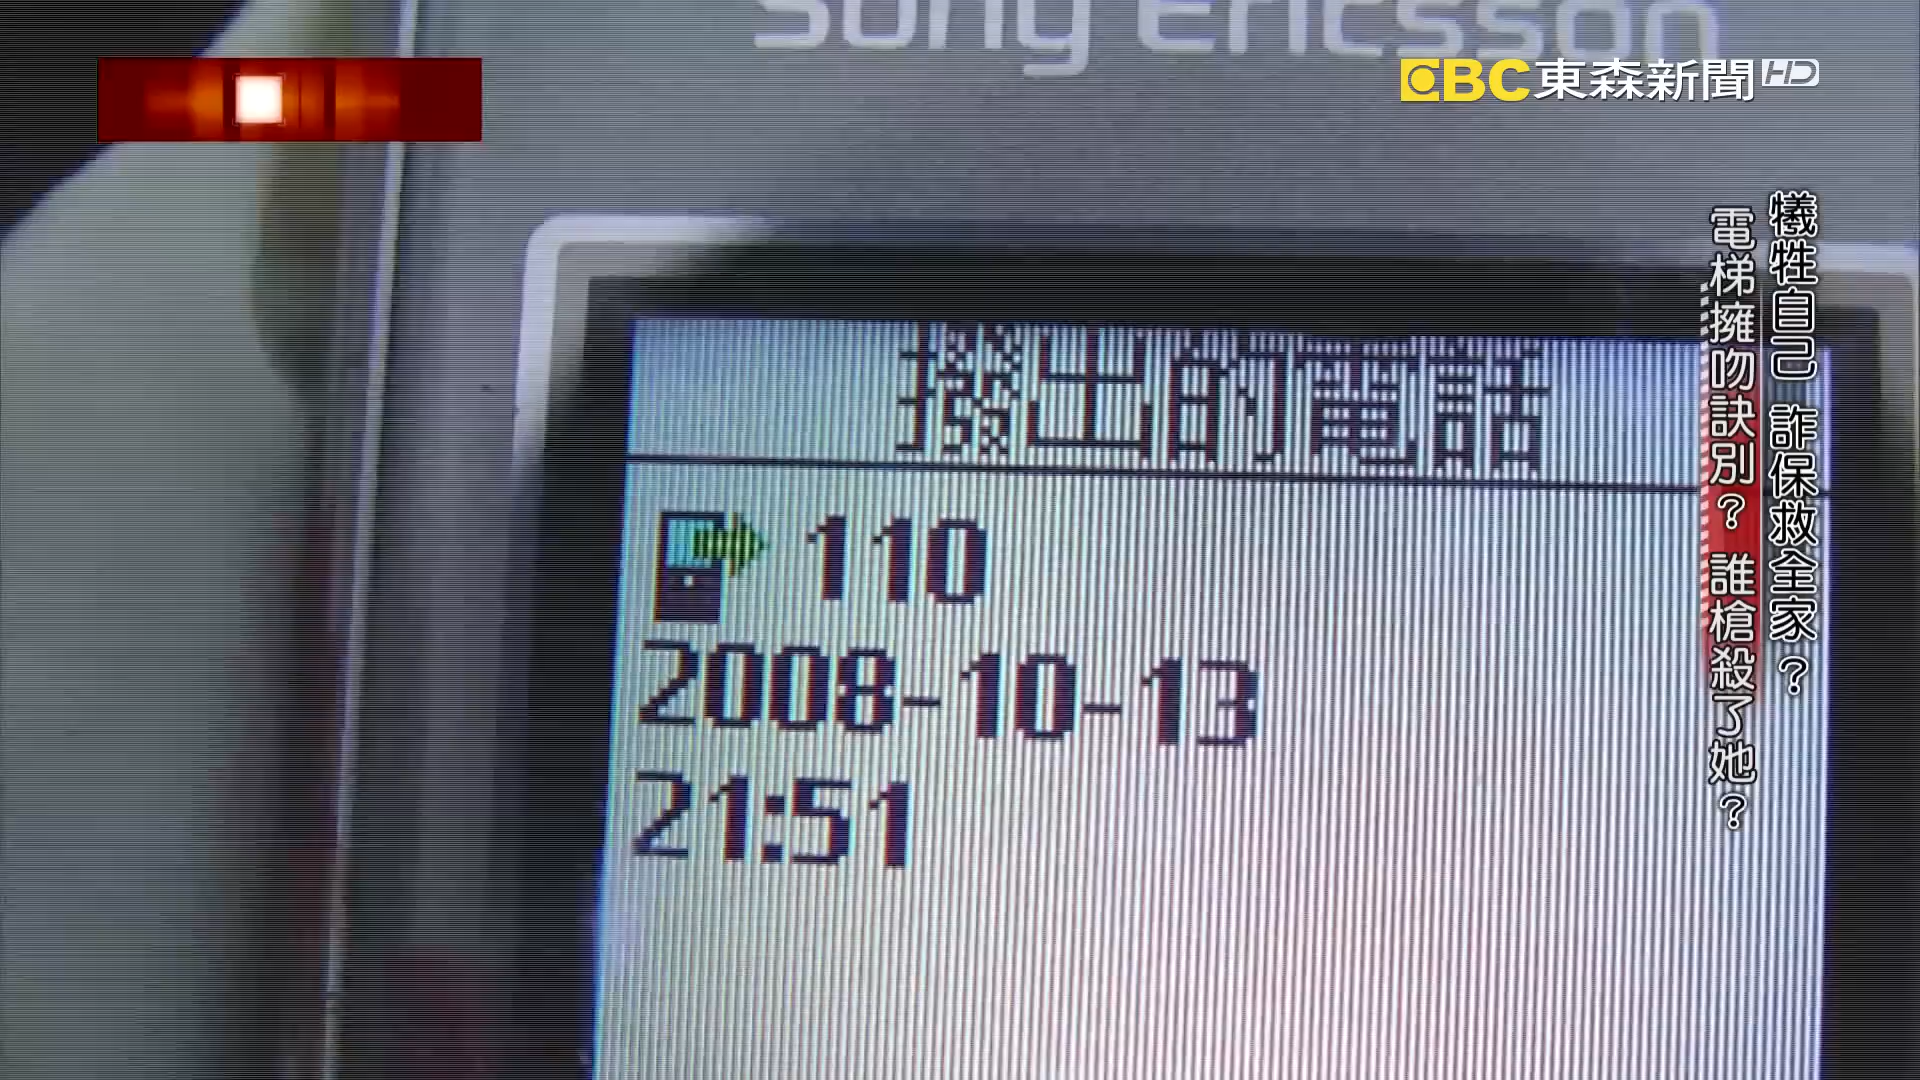 Sony Ericsson
EBC東森新聞HD
犧牲自己 詐保救全家？
電梯擁吻訣別？誰槍殺了她？
撥出的電話
110
2008-10-13
21:51